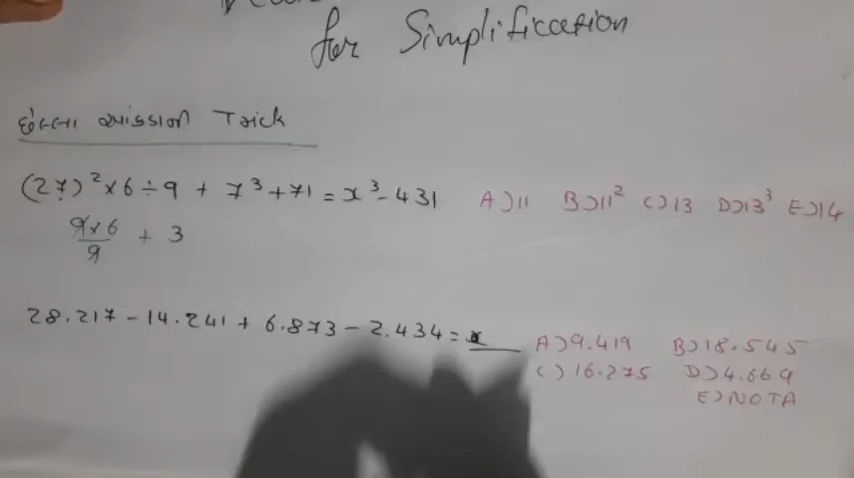 for Simplification
omission Trick
(27)² × 6 ÷ 9 + 7³ + 71 = x³ - 431 A) 11 B) 11² C) 13 D) 13³ E) 14
9×6/9 + 3
28.217 - 14.241 + 6.873 - 2.434 = x A) 9.419 B) 18.545
C) 16.275 D) 4.669
E) NOTA